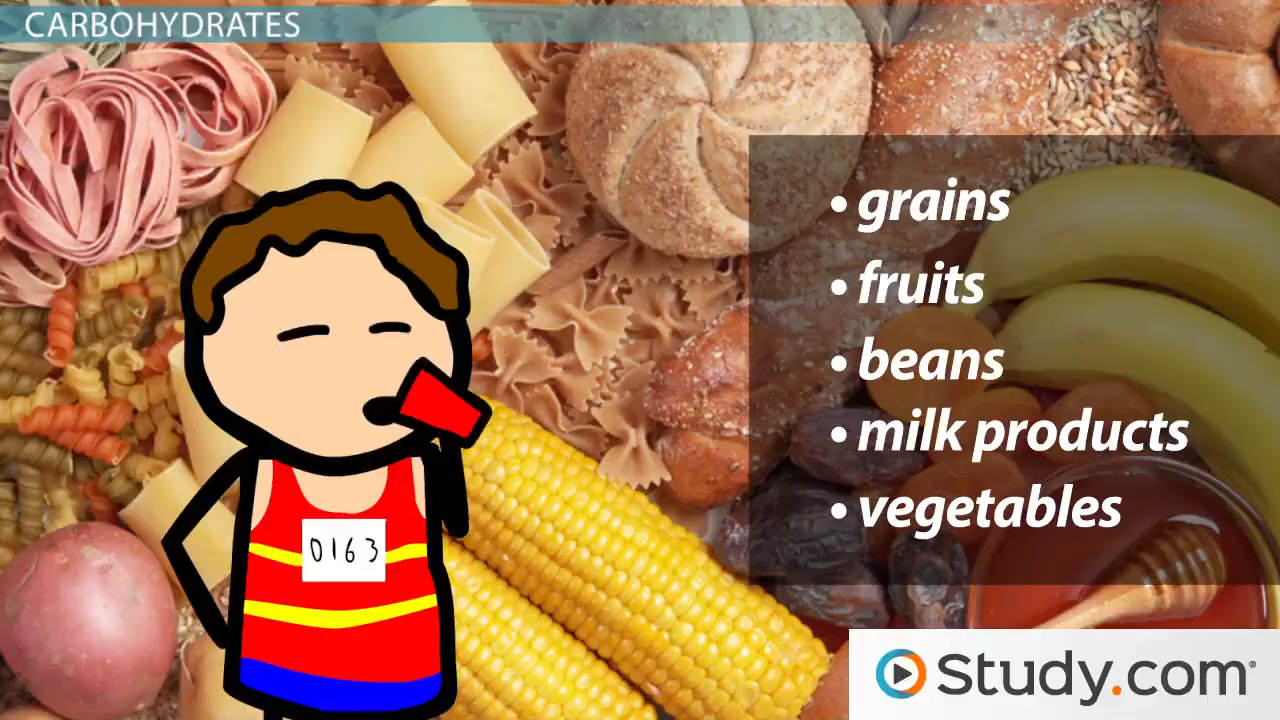 CARBOHYDRATES
• grains
• fruits
• beans
• milk products
• vegetables
0163
Study.com®